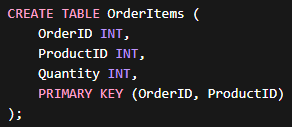 CREATE TABLE OrderItems (
    OrderID INT,
    ProductID INT,
    Quantity INT,
    PRIMARY KEY (OrderID, ProductID)
);